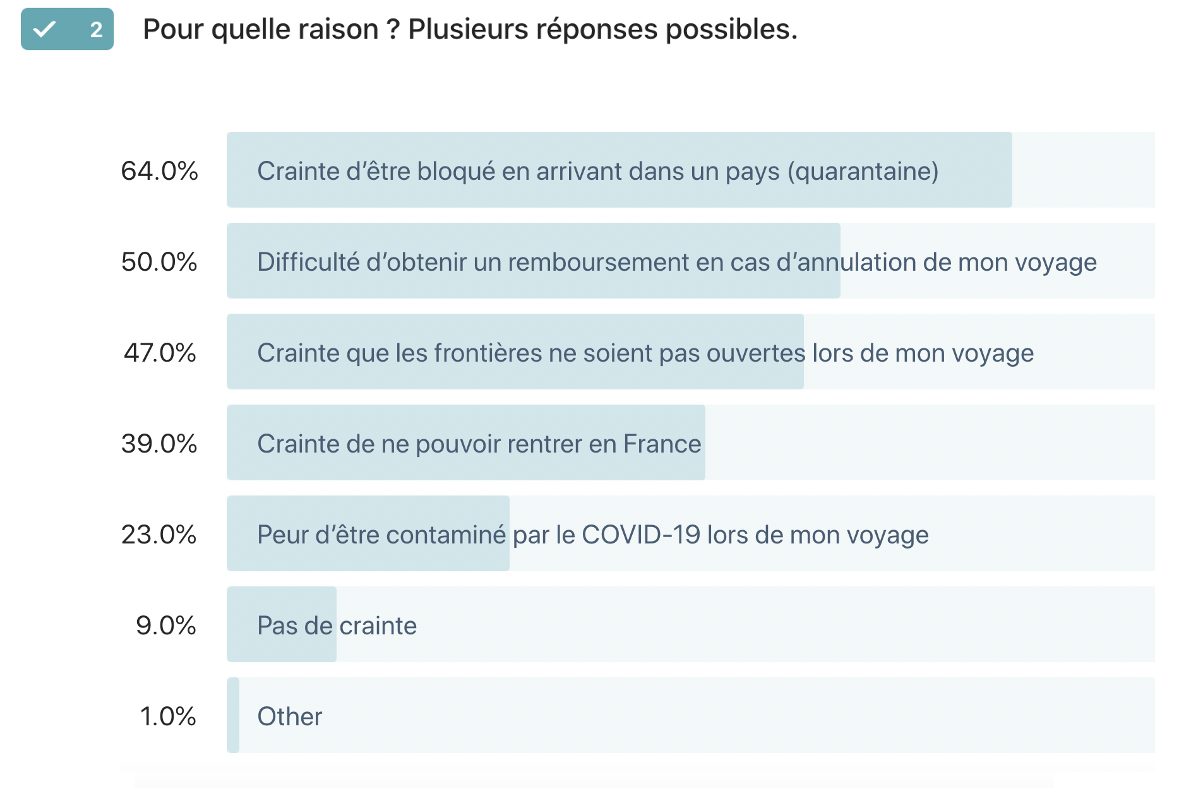 2 Pour quelle raison ? Plusieurs réponses possibles.
64.0% Crainte d’être bloqué en arrivant dans un pays (quarantaine)
50.0% Difficulté d’obtenir un remboursement en cas d’annulation de mon voyage
47.0% Crainte que les frontières ne soient pas ouvertes lors de mon voyage
39.0% Crainte de ne pouvoir rentrer en France
23.0% Peur d’être contaminé par le COVID-19 lors de mon voyage
9.0% Pas de crainte
1.0% Other